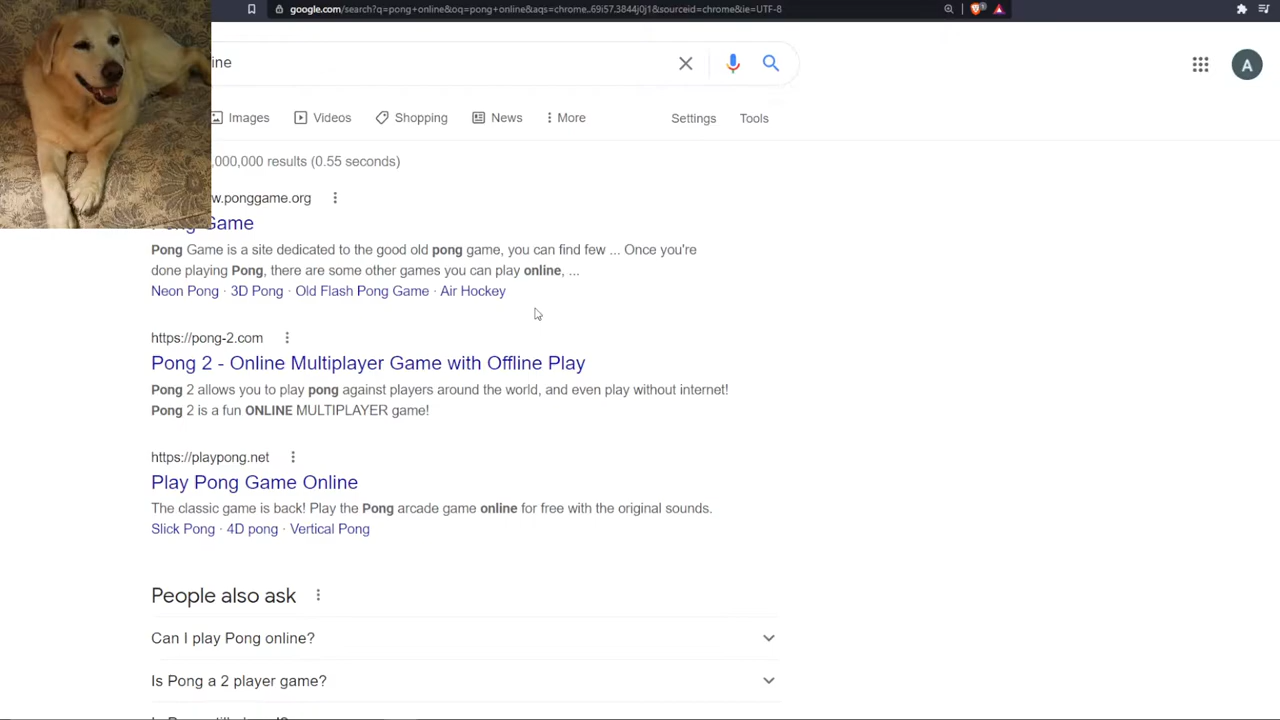 google.com/search?q=pong+online&oq=pong+online&aqs=chrome..69i57.3844j0j1&sourceid=chrome&ie=UTF-8
ine
Images Videos Shopping News More Settings Tools
A
,000,000 results (0.55 seconds)
w.ponggame.org
Pong Game
Pong Game is a site dedicated to the good old pong game, you can find few ... Once you're
done playing Pong, there are some other games you can play online, ...
Neon Pong · 3D Pong · Old Flash Pong Game · Air Hockey
https://pong-2.com
Pong 2 - Online Multiplayer Game with Offline Play
Pong 2 allows you to play pong against players around the world, and even play without internet!
Pong 2 is a fun ONLINE MULTIPLAYER game!
https://playpong.net
Play Pong Game Online
The classic game is back! Play the Pong arcade game online for free with the original sounds.
Slick Pong · 4D pong · Vertical Pong
People also ask
Can I play Pong online?
Is Pong a 2 player game?